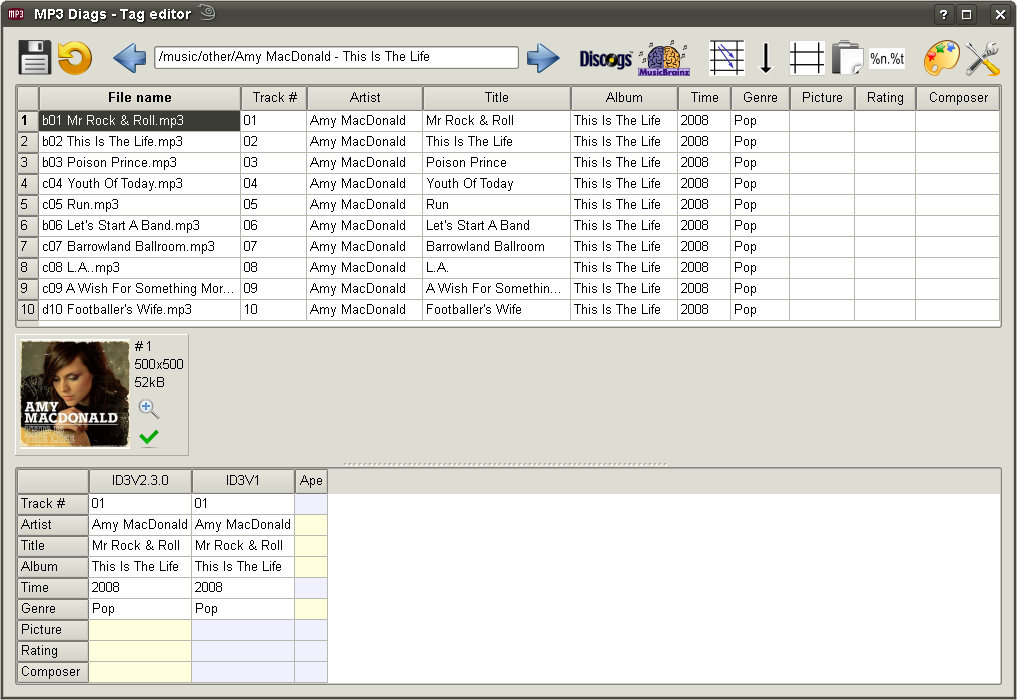 MP3 MP3 Diags - Tag editor ?
/music/other/Amy MacDonald - This Is The Life Discogs MusicBrainz %n.%t
File name Track # Artist Title Album Time Genre Picture Rating Composer
1 b01 Mr Rock & Roll.mp3 01 Amy MacDonald Mr Rock & Roll This Is The Life 2008 Pop
2 b02 This Is The Life.mp3 02 Amy MacDonald This Is The Life This Is The Life 2008 Pop
3 b03 Poison Prince.mp3 03 Amy MacDonald Poison Prince This Is The Life 2008 Pop
4 c04 Youth Of Today.mp3 04 Amy MacDonald Youth Of Today This Is The Life 2008 Pop
5 c05 Run.mp3 05 Amy MacDonald Run This Is The Life 2008 Pop
6 b06 Let's Start A Band.mp3 06 Amy MacDonald Let's Start A Band This Is The Life 2008 Pop
7 c07 Barrowland Ballroom.mp3 07 Amy MacDonald Barrowland Ballroom This Is The Life 2008 Pop
8 c08 L.A..mp3 08 Amy MacDonald L.A. This Is The Life 2008 Pop
9 c09 A Wish For Something Mor... 09 Amy MacDonald A Wish For Somethin... This Is The Life 2008 Pop
10 d10 Footballer's Wife.mp3 10 Amy MacDonald Footballer's Wife This Is The Life 2008 Pop
# 1
500x500
52kB
AMY
MACDONALD
ID3V2.3.0 ID3V1 Ape
Track # 01 01
Artist Amy MacDonald Amy MacDonald
Title Mr Rock & Roll Mr Rock & Roll
Album This Is The Life This Is The Life
Time 2008 2008
Genre Pop Pop
Picture
Rating
Composer